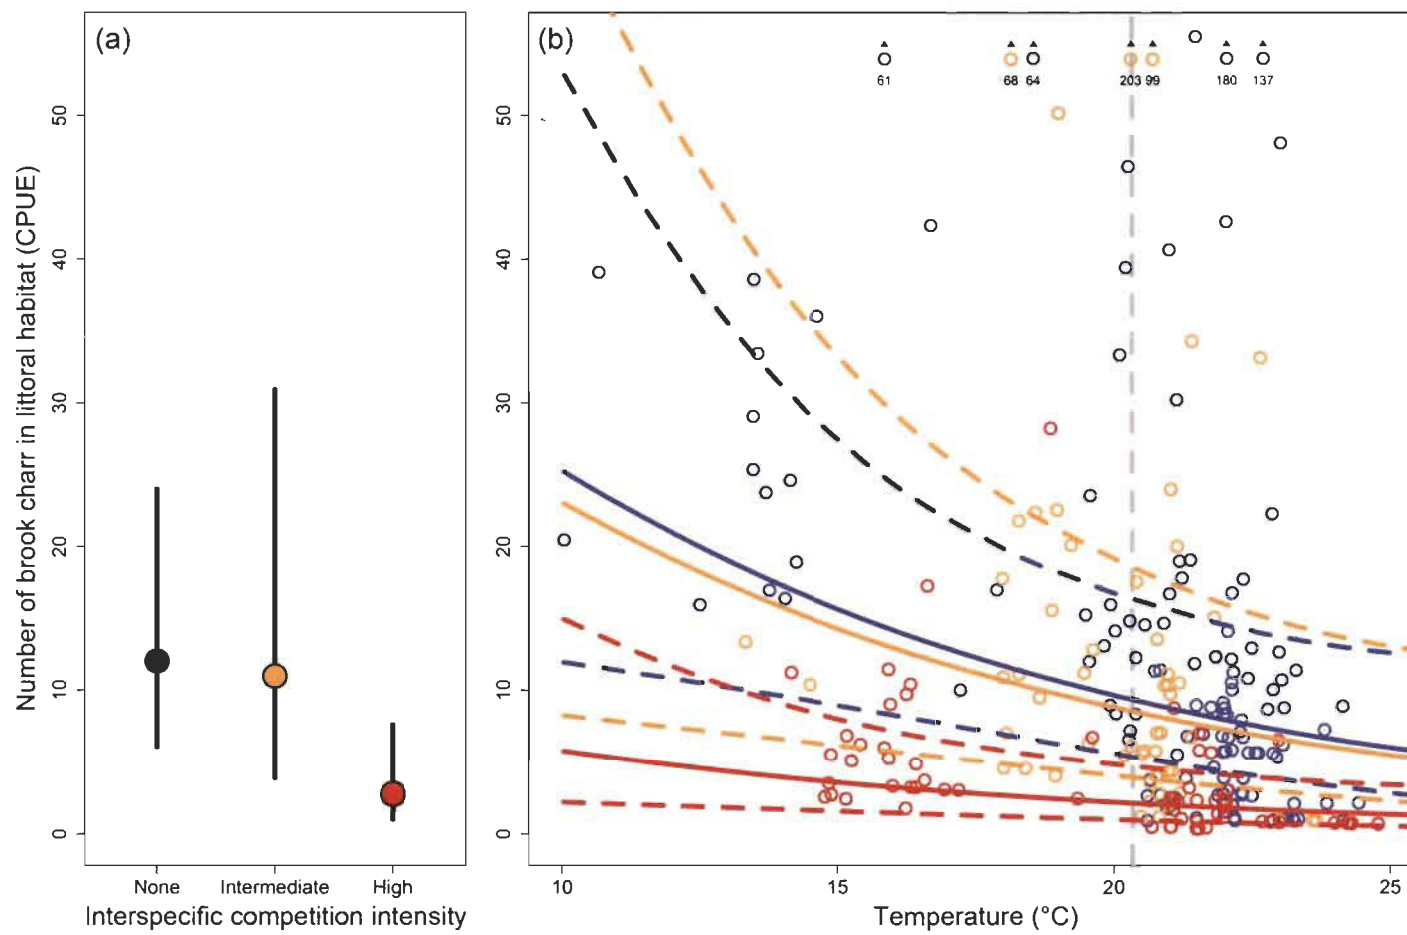 (a)
Number of brook charr in littoral habitat (CPUE)
0
10
20
30
40
50
None Intermediate High
Interspecific competition intensity
(b)
61 68 64 203 99 180 137
0
10
20
30
40
50
10 15 20 25
Temperature (°C)